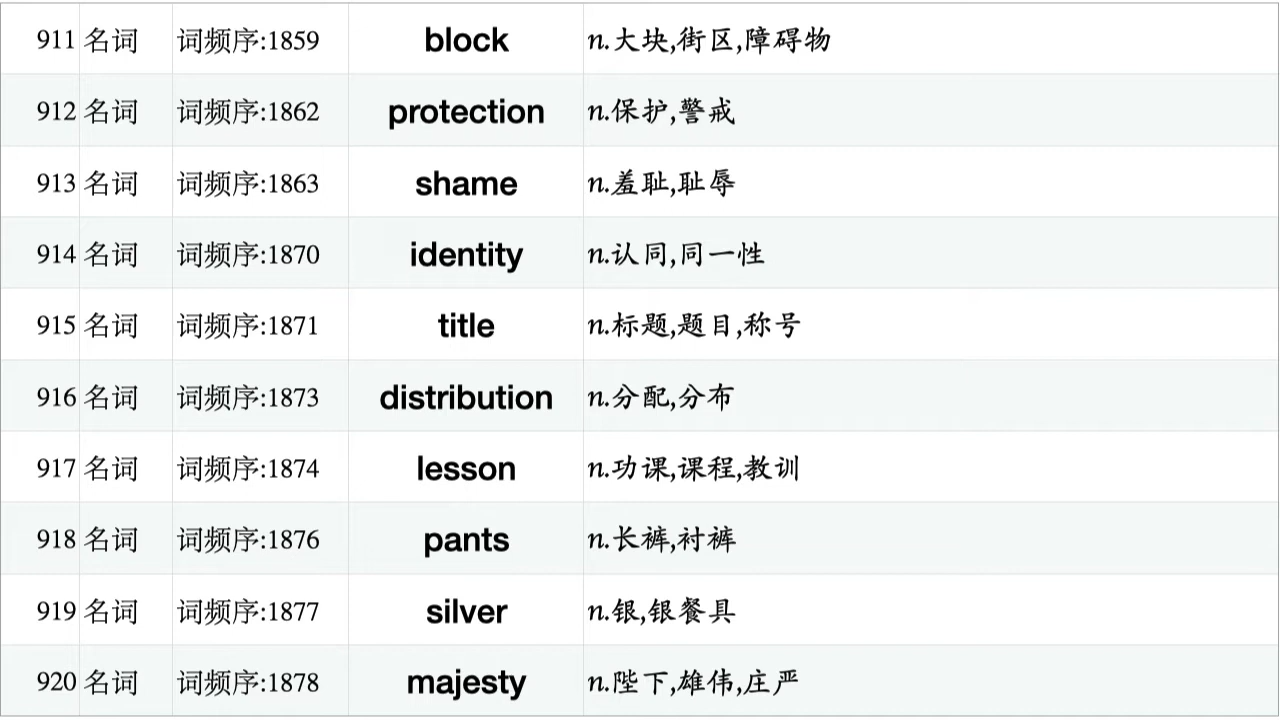 911 名词 词频序:1859 block n.大块,街区,障碍物
912 名词 词频序:1862 protection n.保护,警戒
913 名词 词频序:1863 shame n.羞耻,耻辱
914 名词 词频序:1870 identity n.认同,同一性
915 名词 词频序:1871 title n.标题,题目,称号
916 名词 词频序:1873 distribution n.分配,分布
917 名词 词频序:1874 lesson n.功课,课程,教训
918 名词 词频序:1876 pants n.长裤,衬裤
919 名词 词频序:1877 silver n.银,银餐具
920 名词 词频序:1878 majesty n.陛下,雄伟,庄严